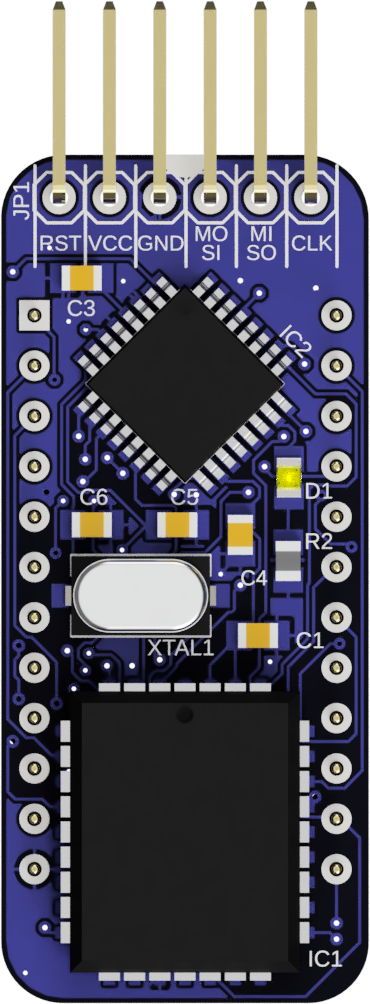 JP1
RST VCC GND MO
SI MI
SO CLK
C3
IC2
D1
C6 C5
R2
C4
XTAL1
C1
IC1